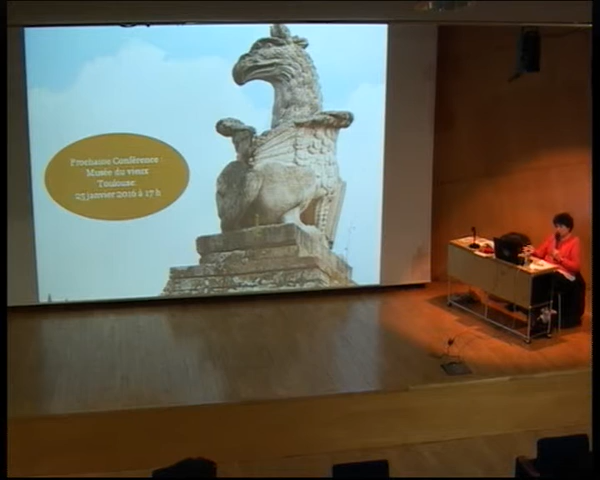 Prochaine Conférence
Musée du vieux
Toulouse
25 janvier 2016 à 17 h